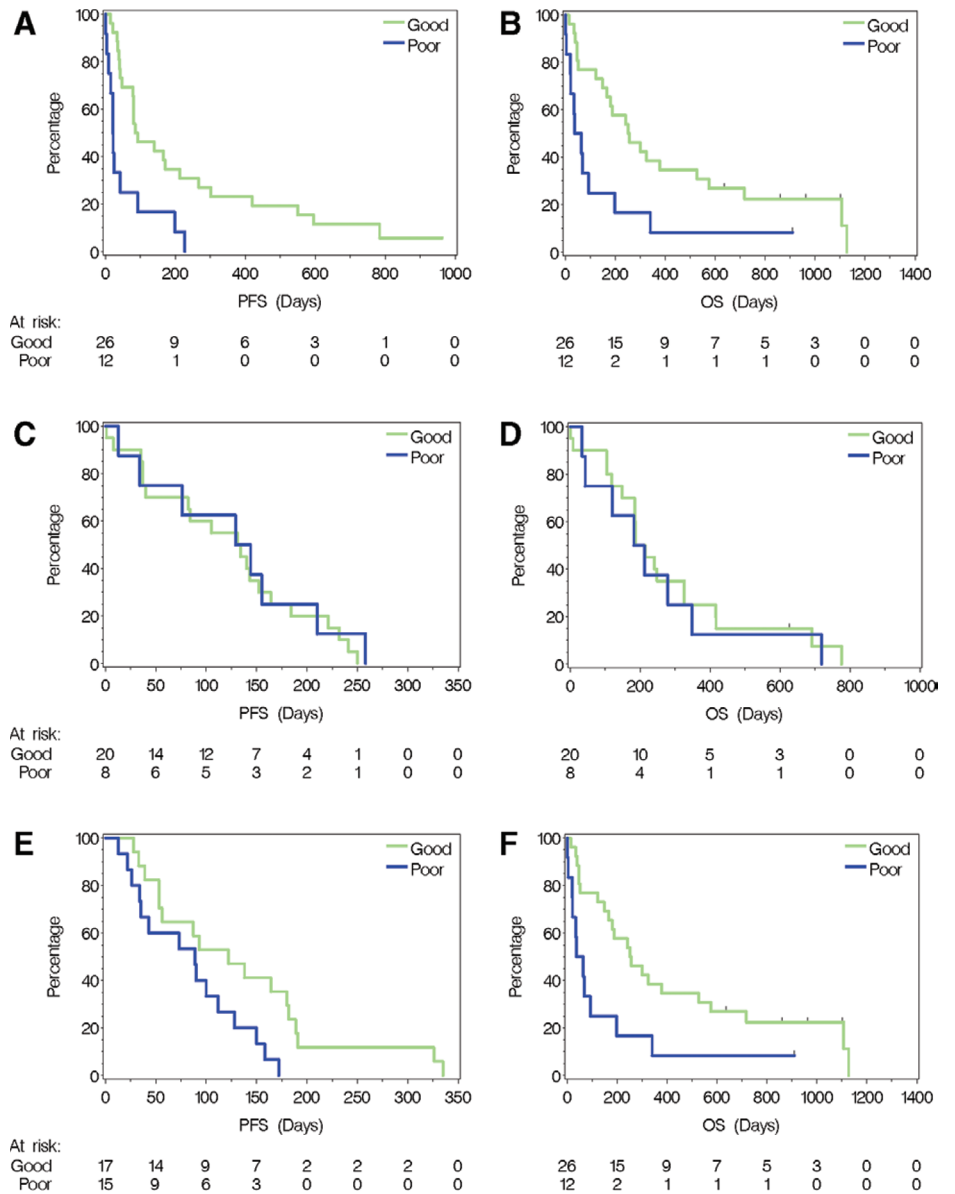 A
Good
Poor
100
80
60
40
20
0
Percentage
0 200 400 600 800 1000
PFS (Days)
At risk:
Good 26 9 6 3 1 0
Poor 12 1 0 0 0 0
B
Good
Poor
100
80
60
40
20
0
Percentage
0 200 400 600 800 1000 1200 1400
OS (Days)
26 15 9 7 5 3 0 0
12 2 1 1 1 0 0 0
C
Good
Poor
100
80
60
40
20
0
Percentage
0 50 100 150 200 250 300 350
PFS (Days)
At risk:
Good 20 14 12 7 4 1 0 0
Poor 8 6 5 3 2 1 0 0
D
Good
Poor
100
80
60
40
20
0
Percentage
0 200 400 600 800 1000
OS (Days)
20 10 5 3 0 0
8 4 1 1 0 0
E
Good
Poor
100
80
60
40
20
0
Percentage
0 50 100 150 200 250 300 350
PFS (Days)
At risk:
Good 17 14 9 7 2 2 2 0
Poor 15 9 6 3 0 0 0 0
F
Good
Poor
100
80
60
40
20
0
Percentage
0 200 400 600 800 1000 1200 1400
OS (Days)
26 15 9 7 5 3 0 0
12 2 1 1 1 0 0 0